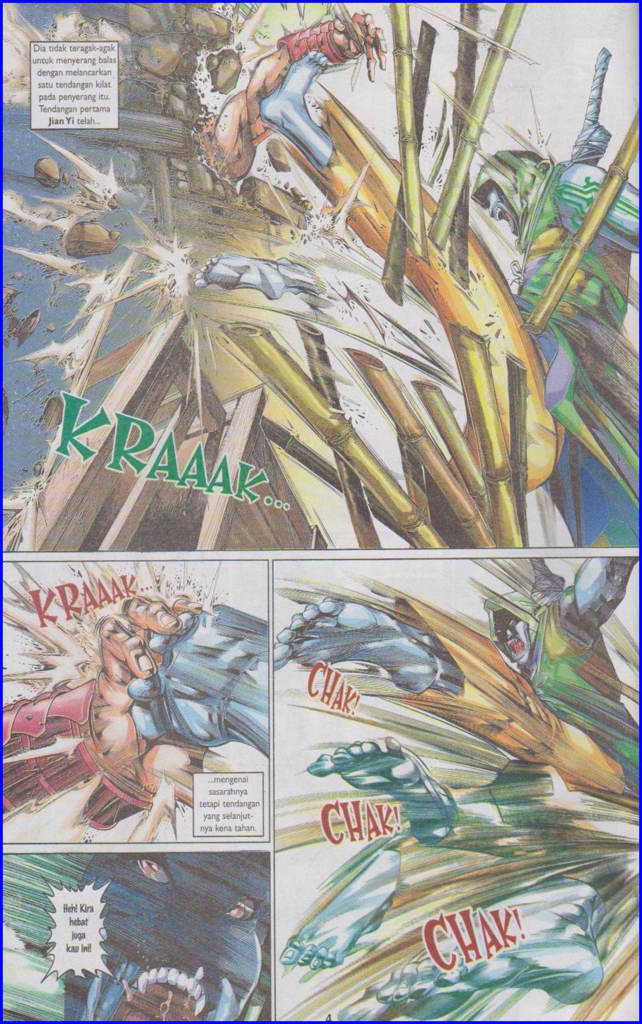 Dia tidak teragak-agak
untuk menyerang balas
dengan melancarkan
satu tendangan kilat
pada penyerang itu.
Tendangan pertama
Jian Yi telah...
KRAAAK...
KRAAAK...
...mengenai
sasarannya
tetapi tendangan
yang selanjut-
nya kena tahan.
CHAK!
CHAK!
CHAK!
Heh! Kira
hebat
juga
kau ini!
4